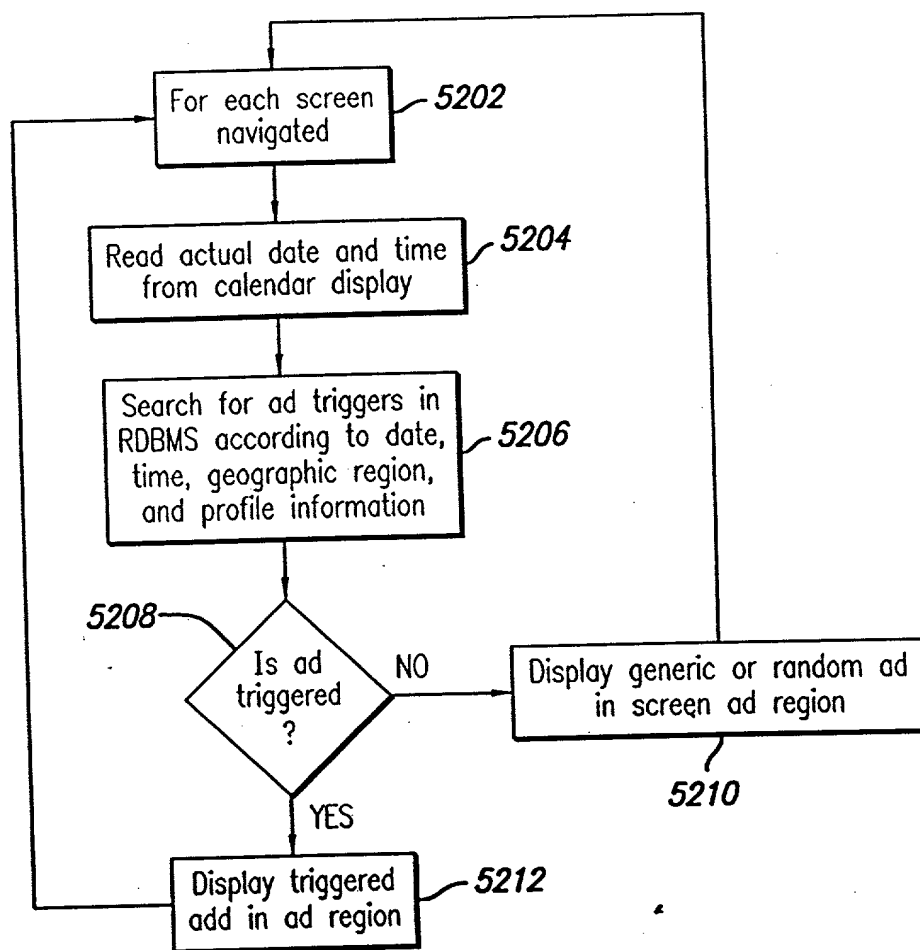 For each screen
navigated
5202
Read actual date and time
from calendar display
5204
Search for ad triggers in
RDBMS according to date,
time, geographic region,
and profile information
5206
5208
Is ad
triggered
?
NO
Display generic or random ad
in screen ad region
5210
YES
Display triggered
add in ad region
5212